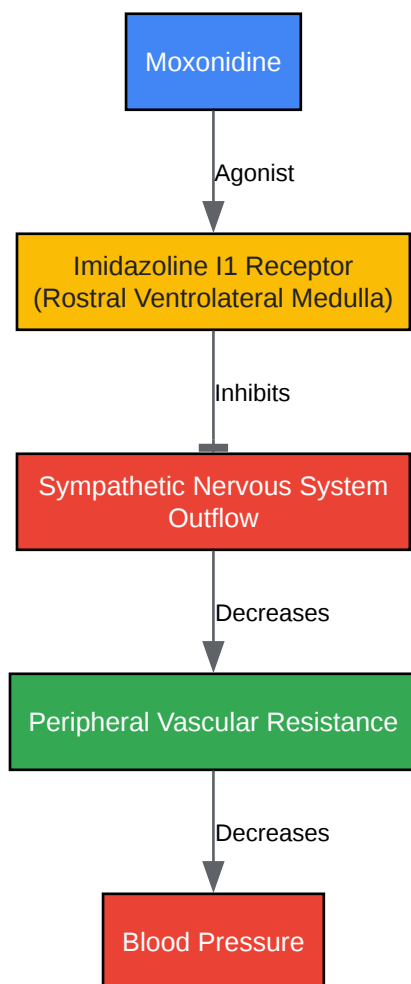 Moxonidine
Agonist
Imidazoline I1 Receptor
(Rostral Ventrolateral Medulla)
Inhibits
Sympathetic Nervous System
Outflow
Decreases
Peripheral Vascular Resistance
Decreases
Blood Pressure